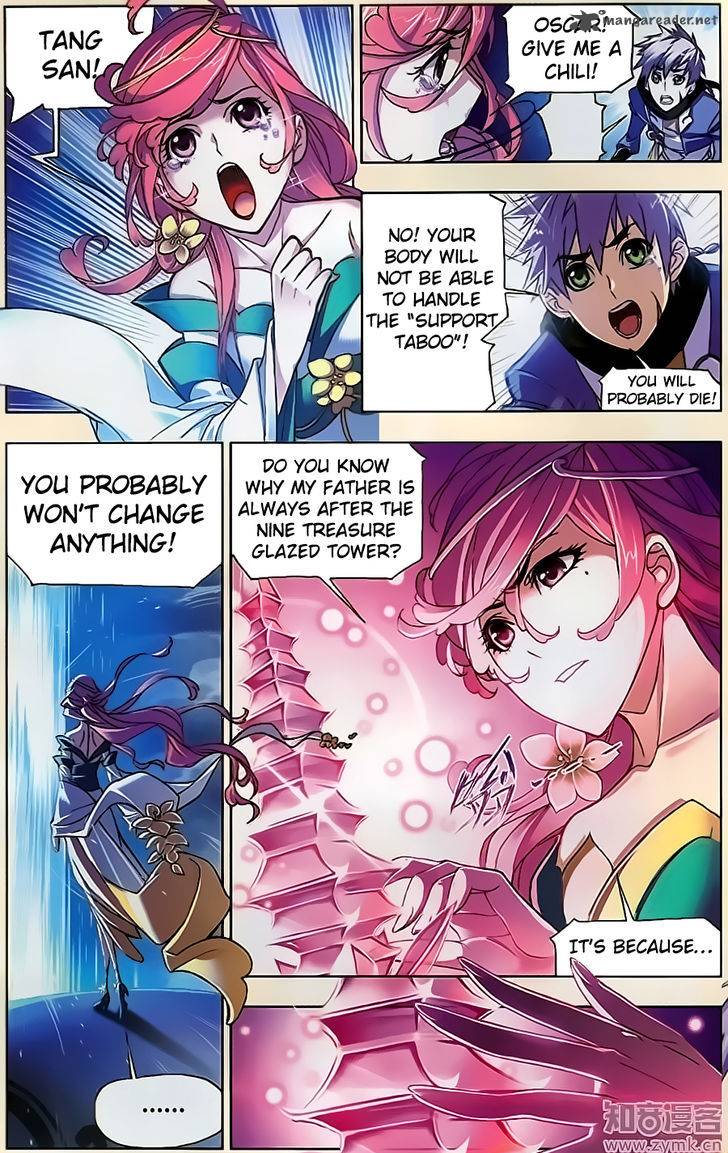 TANG
SAN!
mangareader.net
OSCAR!
GIVE ME A
CHILI!
NO! YOUR
BODY WILL
NOT BE ABLE
TO HANDLE
THE "SUPPORT
TABOO"!
YOU WILL
PROBABLY DIE!
YOU PROBABLY
WON'T CHANGE
ANYTHING!
DO YOU KNOW
WHY MY FATHER IS
ALWAYS AFTER THE
NINE TREASURE
GLAZED TOWER?
IT'S BECAUSE...
......
知音漫客
www.zymk.cn